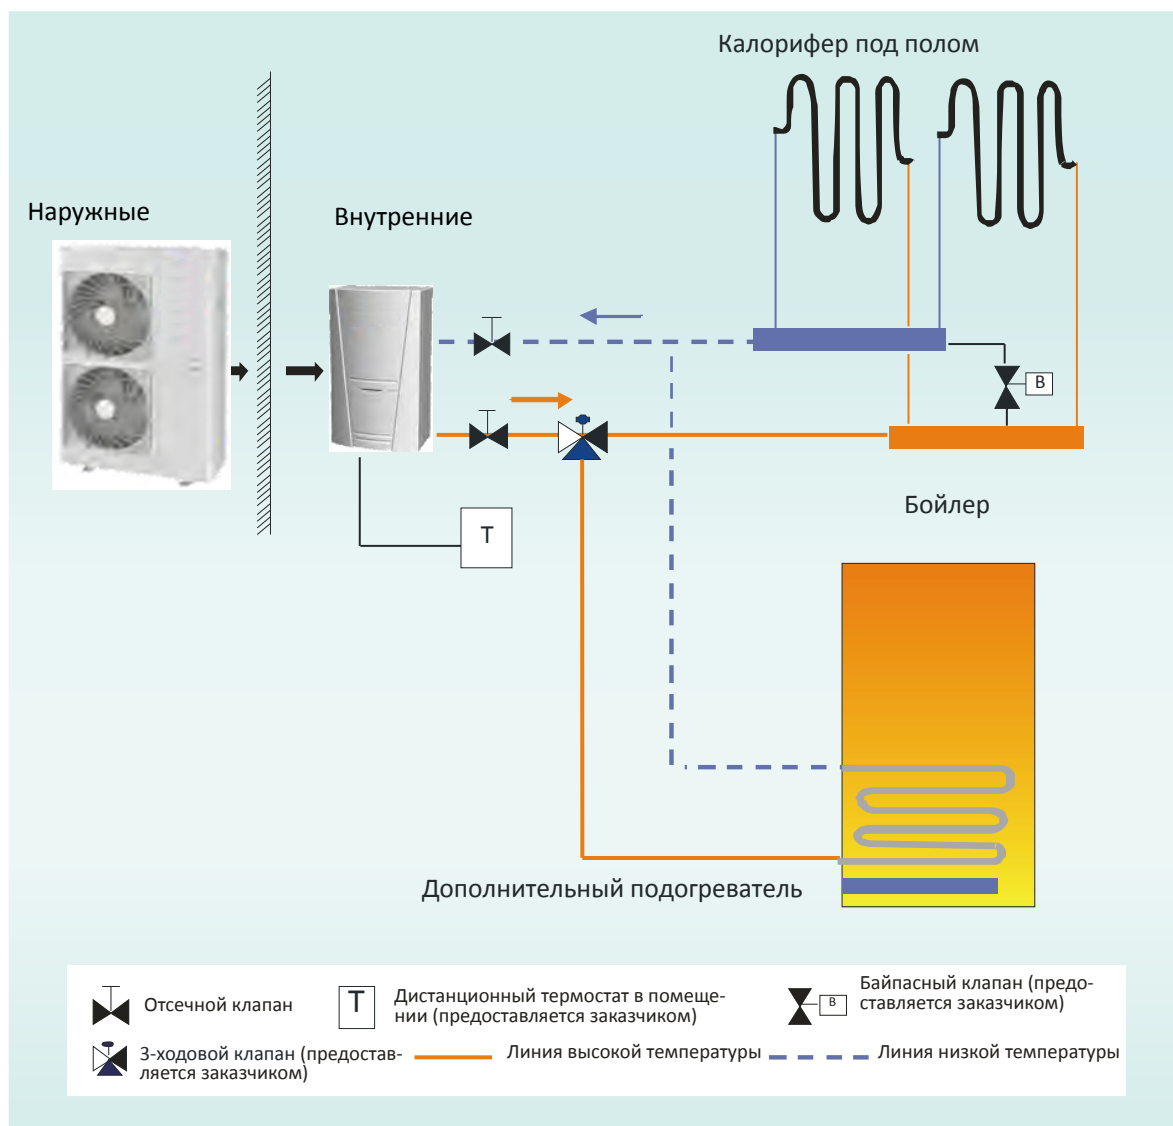 Калорифер под полом
Наружные
Внутренние
B
T
Бойлер
Дополнительный подогреватель
Отсечной клапан
T
Дистанционный термостат в помеще-
нии (предоставляется заказчиком)
B
Байпасный клапан (предо-
ставляется заказчиком)
3-ходовой клапан (предостав-
ляется заказчиком)
Линия высокой температуры
Линия низкой температуры